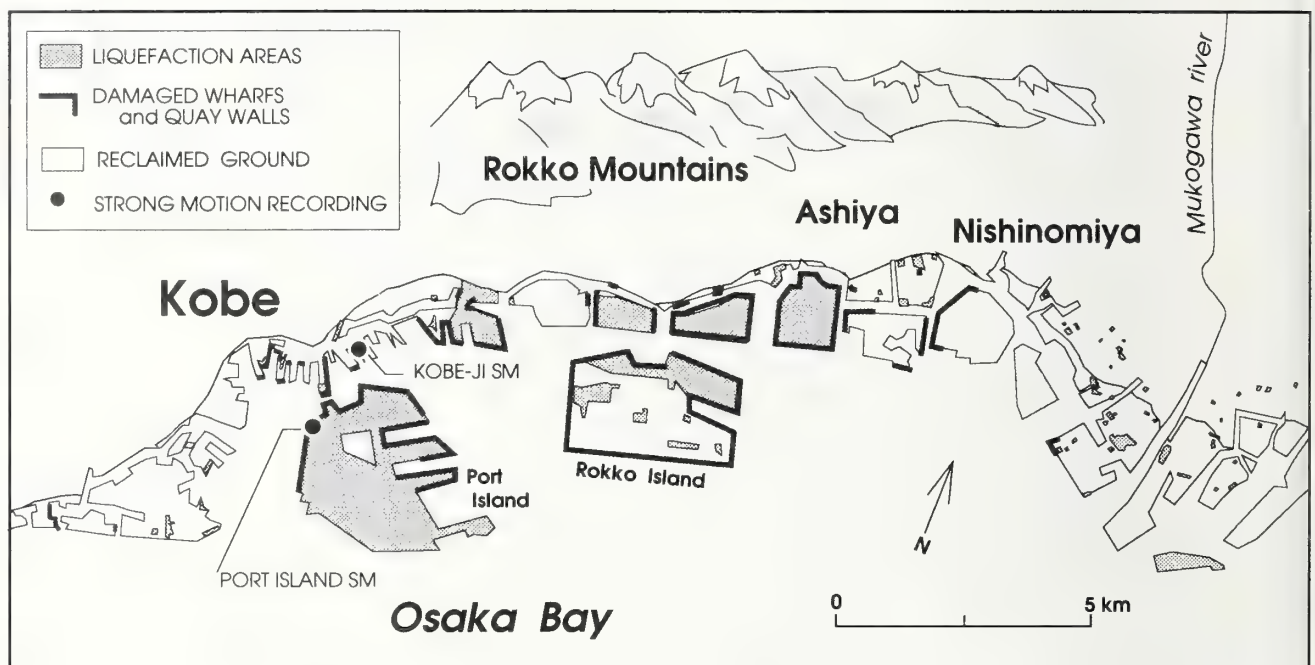 LIQUEFACTION AREAS
DAMAGED WHARFS
and QUAY WALLS
RECLAIMED GROUND
STRONG MOTION RECORDING
Rokko Mountains
Mukogawa river
Ashiya
Nishinomiya
Kobe
KOBE-JI SM
Port
Island
Rokko Island
PORT ISLAND SM
Osaka Bay
N
0
5 km